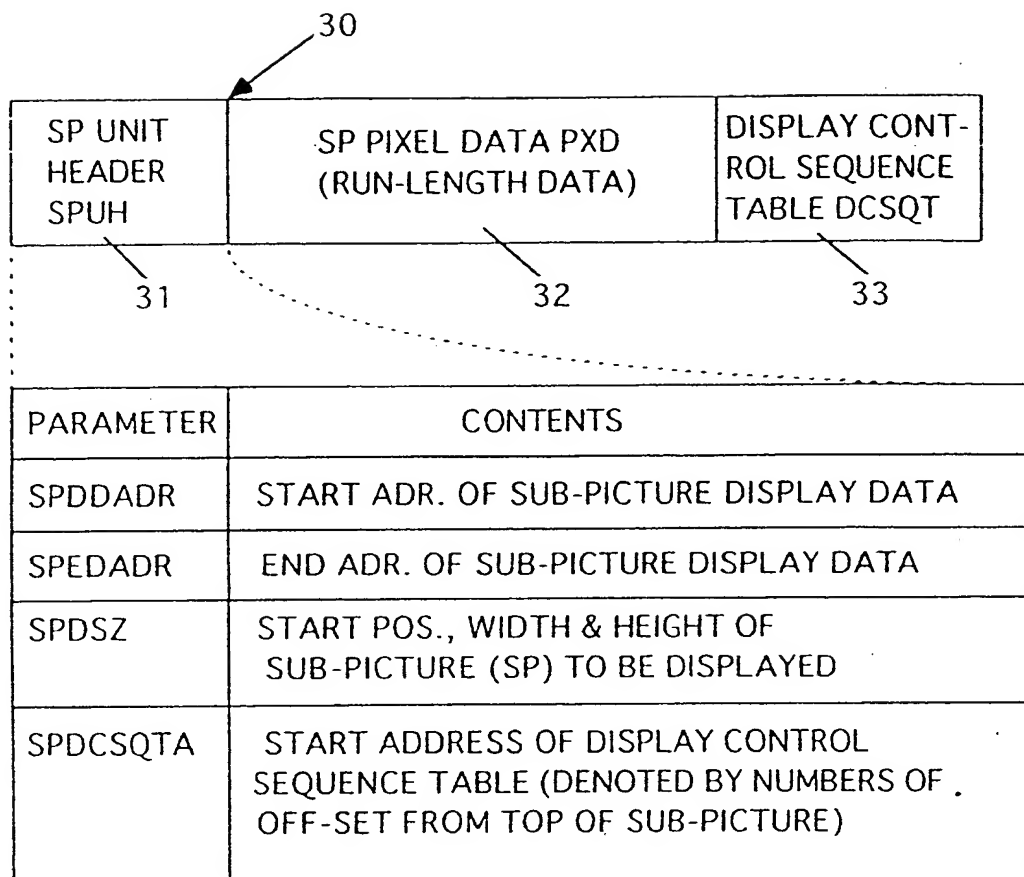 30
SP UNIT
HEADER
SPUH
SP PIXEL DATA PXD
(RUN-LENGTH DATA)
DISPLAY CONT-
ROL SEQUENCE
TABLE DCSQT
31
32
33
PARAMETER CONTENTS
SPDDADR START ADR. OF SUB-PICTURE DISPLAY DATA
SPEDADR END ADR. OF SUB-PICTURE DISPLAY DATA
SPDSZ START POS., WIDTH & HEIGHT OF
SUB-PICTURE (SP) TO BE DISPLAYED
SPDCSQTA START ADDRESS OF DISPLAY CONTROL
SEQUENCE TABLE (DENOTED BY NUMBERS OF
OFF-SET FROM TOP OF SUB-PICTURE)